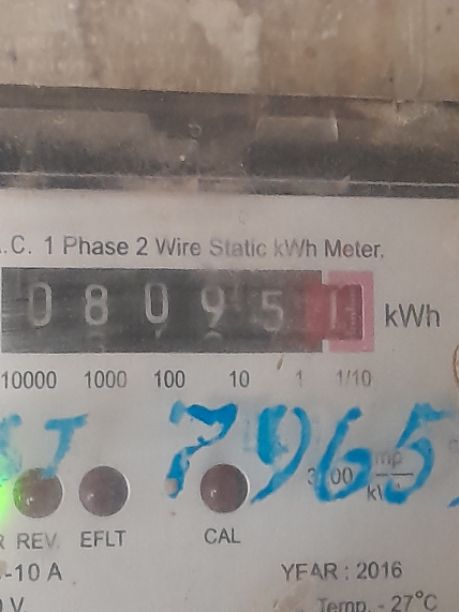 .C. 1 Phase 2 Wire Static kWh Meter.
0 8 0 9 5 kWh
10000 1000 100 10 1 1/10
7965
REV. EFLT CAL
-10 A YEAR : 2016
V Temp. - 27°C